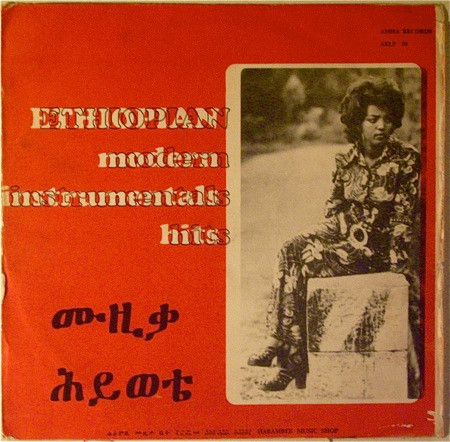 AMHA RECORDS
AELP 10
ETHIOPIAN
modern
instrumentals
hits
ሙዚቃ
ሕይወቴ
HARAMBEE MUSIC SHOP